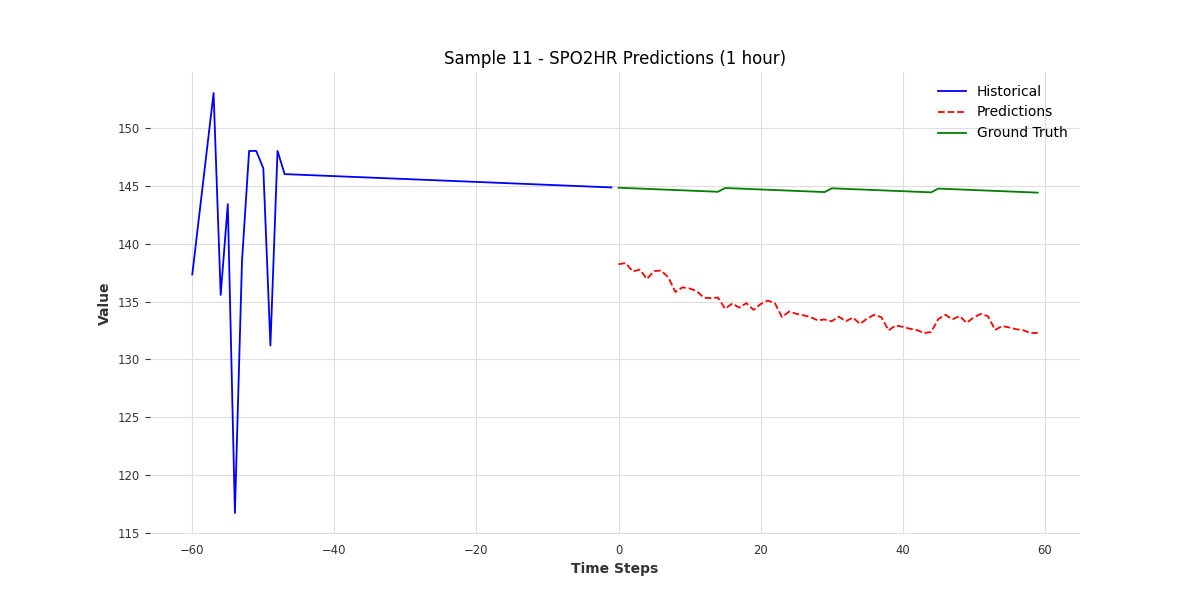 Sample 11 - SPO2HR Predictions (1 hour)
Historical
Predictions
Ground Truth
150
145
140
135
130
125
120
115
Value
−60
−40
−20
0
20
40
60
Time Steps